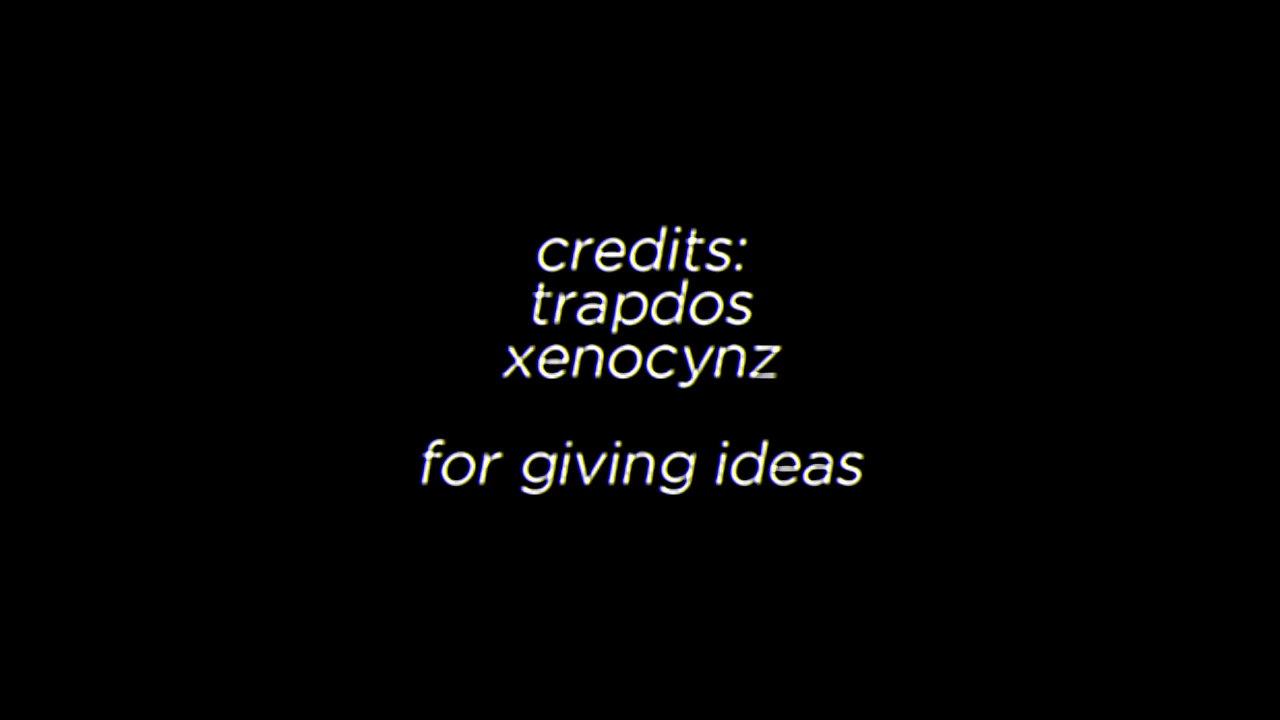 credits:
trapdos
xenocynz
for giving ideas